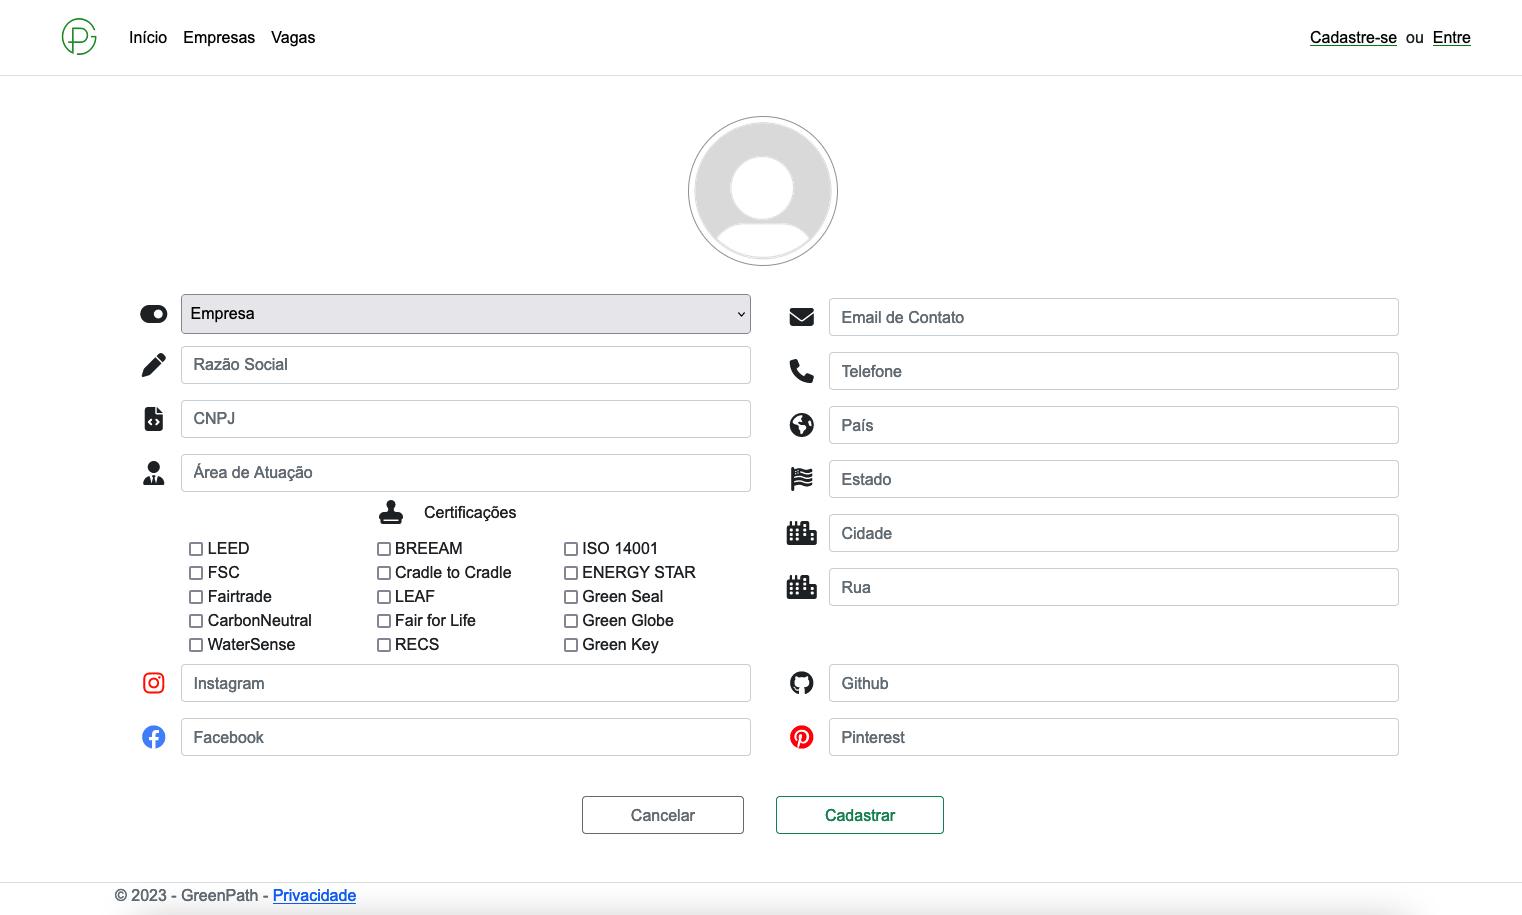 Início Empresas Vagas
Cadastre-se ou Entre
Empresa
Razão Social
CNPJ
Área de Atuação
Certificações
LEED BREEAM ISO 14001
FSC Cradle to Cradle ENERGY STAR
Fairtrade LEAF Green Seal
CarbonNeutral Fair for Life Green Globe
WaterSense RECS Green Key
Instagram
Facebook
Email de Contato
Telefone
País
Estado
Cidade
Rua
Github
Pinterest
Cancelar Cadastrar
© 2023 - GreenPath - Privacidade